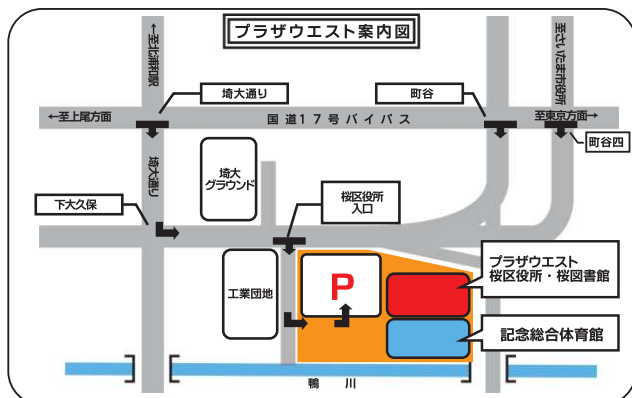 プラザウエスト案内図
←至北浦和駅
至さいたま市役所
埼大通り
町谷
←至上尾方面
国道17号バイパス
至東京方面→
町谷四
埼大通り
埼大
グラウンド
下大久保
桜区役所
入口
工業団地
P
プラザウエスト
桜区役所・桜図書館
記念総合体育館
鴨川